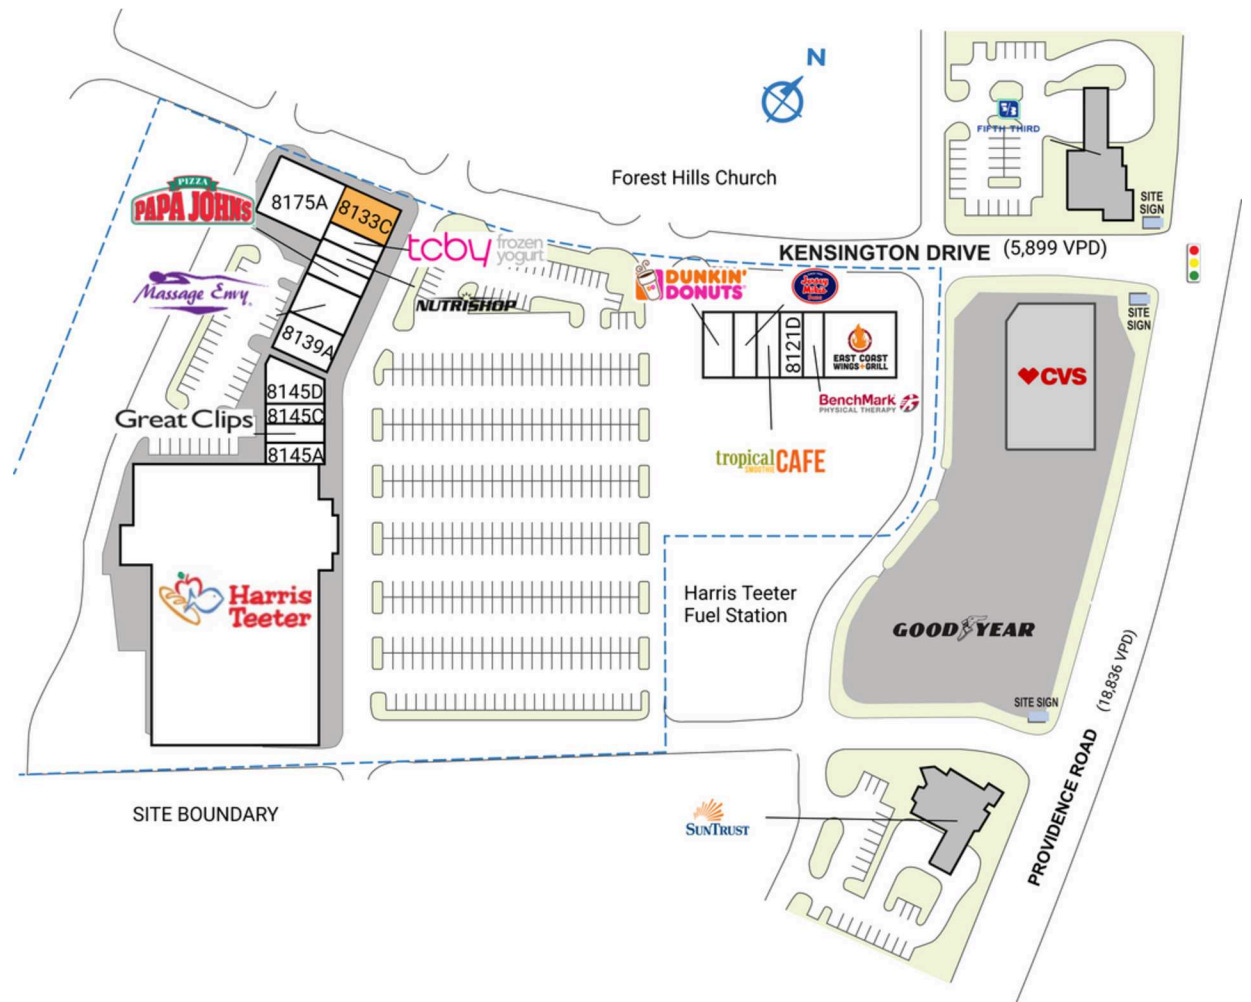 N
FIFTH THIRD
Forest Hills Church
SITE
SIGN
PIZZA
PAPA JOHNS
8175A
8133C
tcby frozen
yogurt
KENSINGTON DRIVE (5,899 VPD)
Massage Envy
NUTRISHOP
DUNKIN'
DONUTS
Jersey
Mike's
SITE
SIGN
8139A
8121D
EAST COAST
WINGS+GRILL
CVS
8145D
8145C
Great Clips
8145A
BenchMark
PHYSICAL THERAPY
tropical
SMOOTHIE
CAFE
Harris
Teeter
Harris Teeter
Fuel Station
GOODYEAR
SITE SIGN
(18,836 VPD)
PROVIDENCE ROAD
SITE BOUNDARY
SUNTRUST